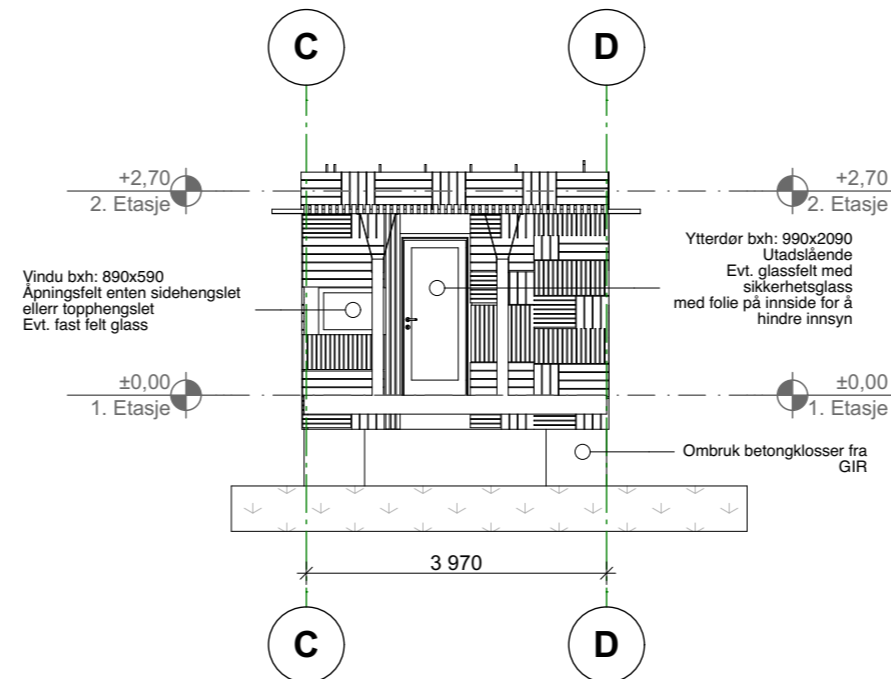 C
D
+2,70
2. Etasje
+2,70
2. Etasje
Vindu bxh: 890x590
Åpningsfelt enten sidehengslet
ellerr topphengslet
Evt. fast felt glass
Ytterdør bxh: 990x2090
Utadslående
Evt. glassfelt med
sikkerhetsglass
med folie på innside for å
hindre innsyn
±0,00
1. Etasje
±0,00
1. Etasje
Ombruk betongklosser fra
GIR
3 970
C
D